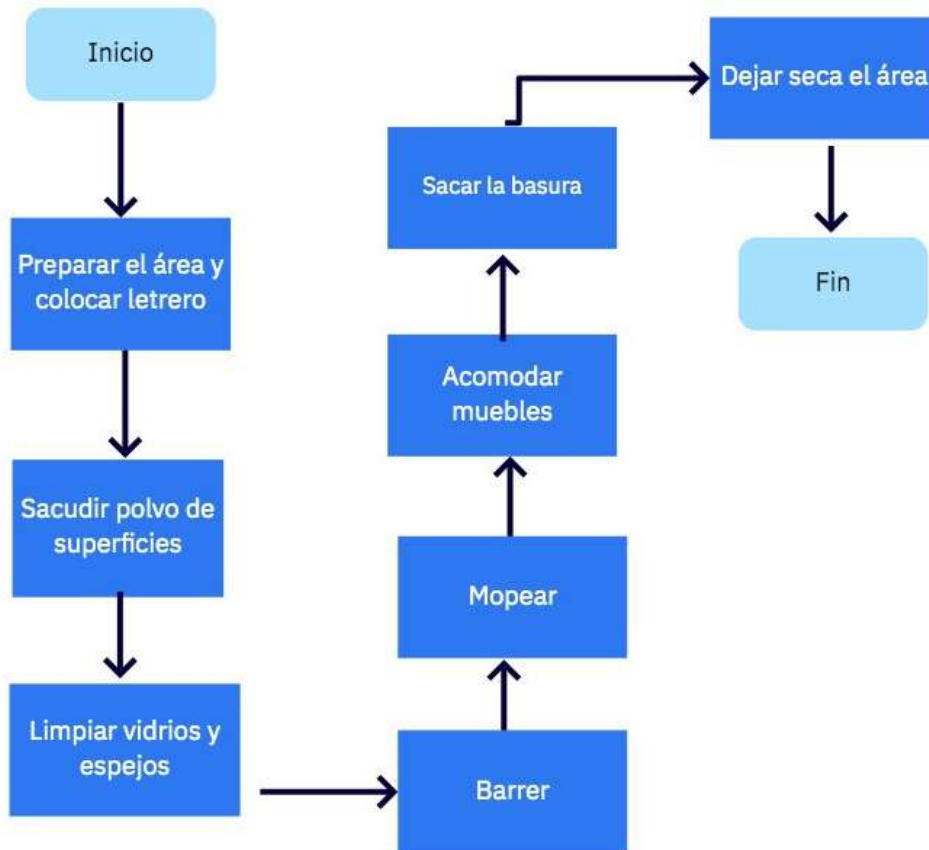 Inicio
Preparar el área y
colocar letrero
Sacudir polvo de
superficies
Limpiar vidrios y
espejos
Barrer
Mopear
Acomodar
muebles
Sacar la basura
Dejar seca el área
Fin